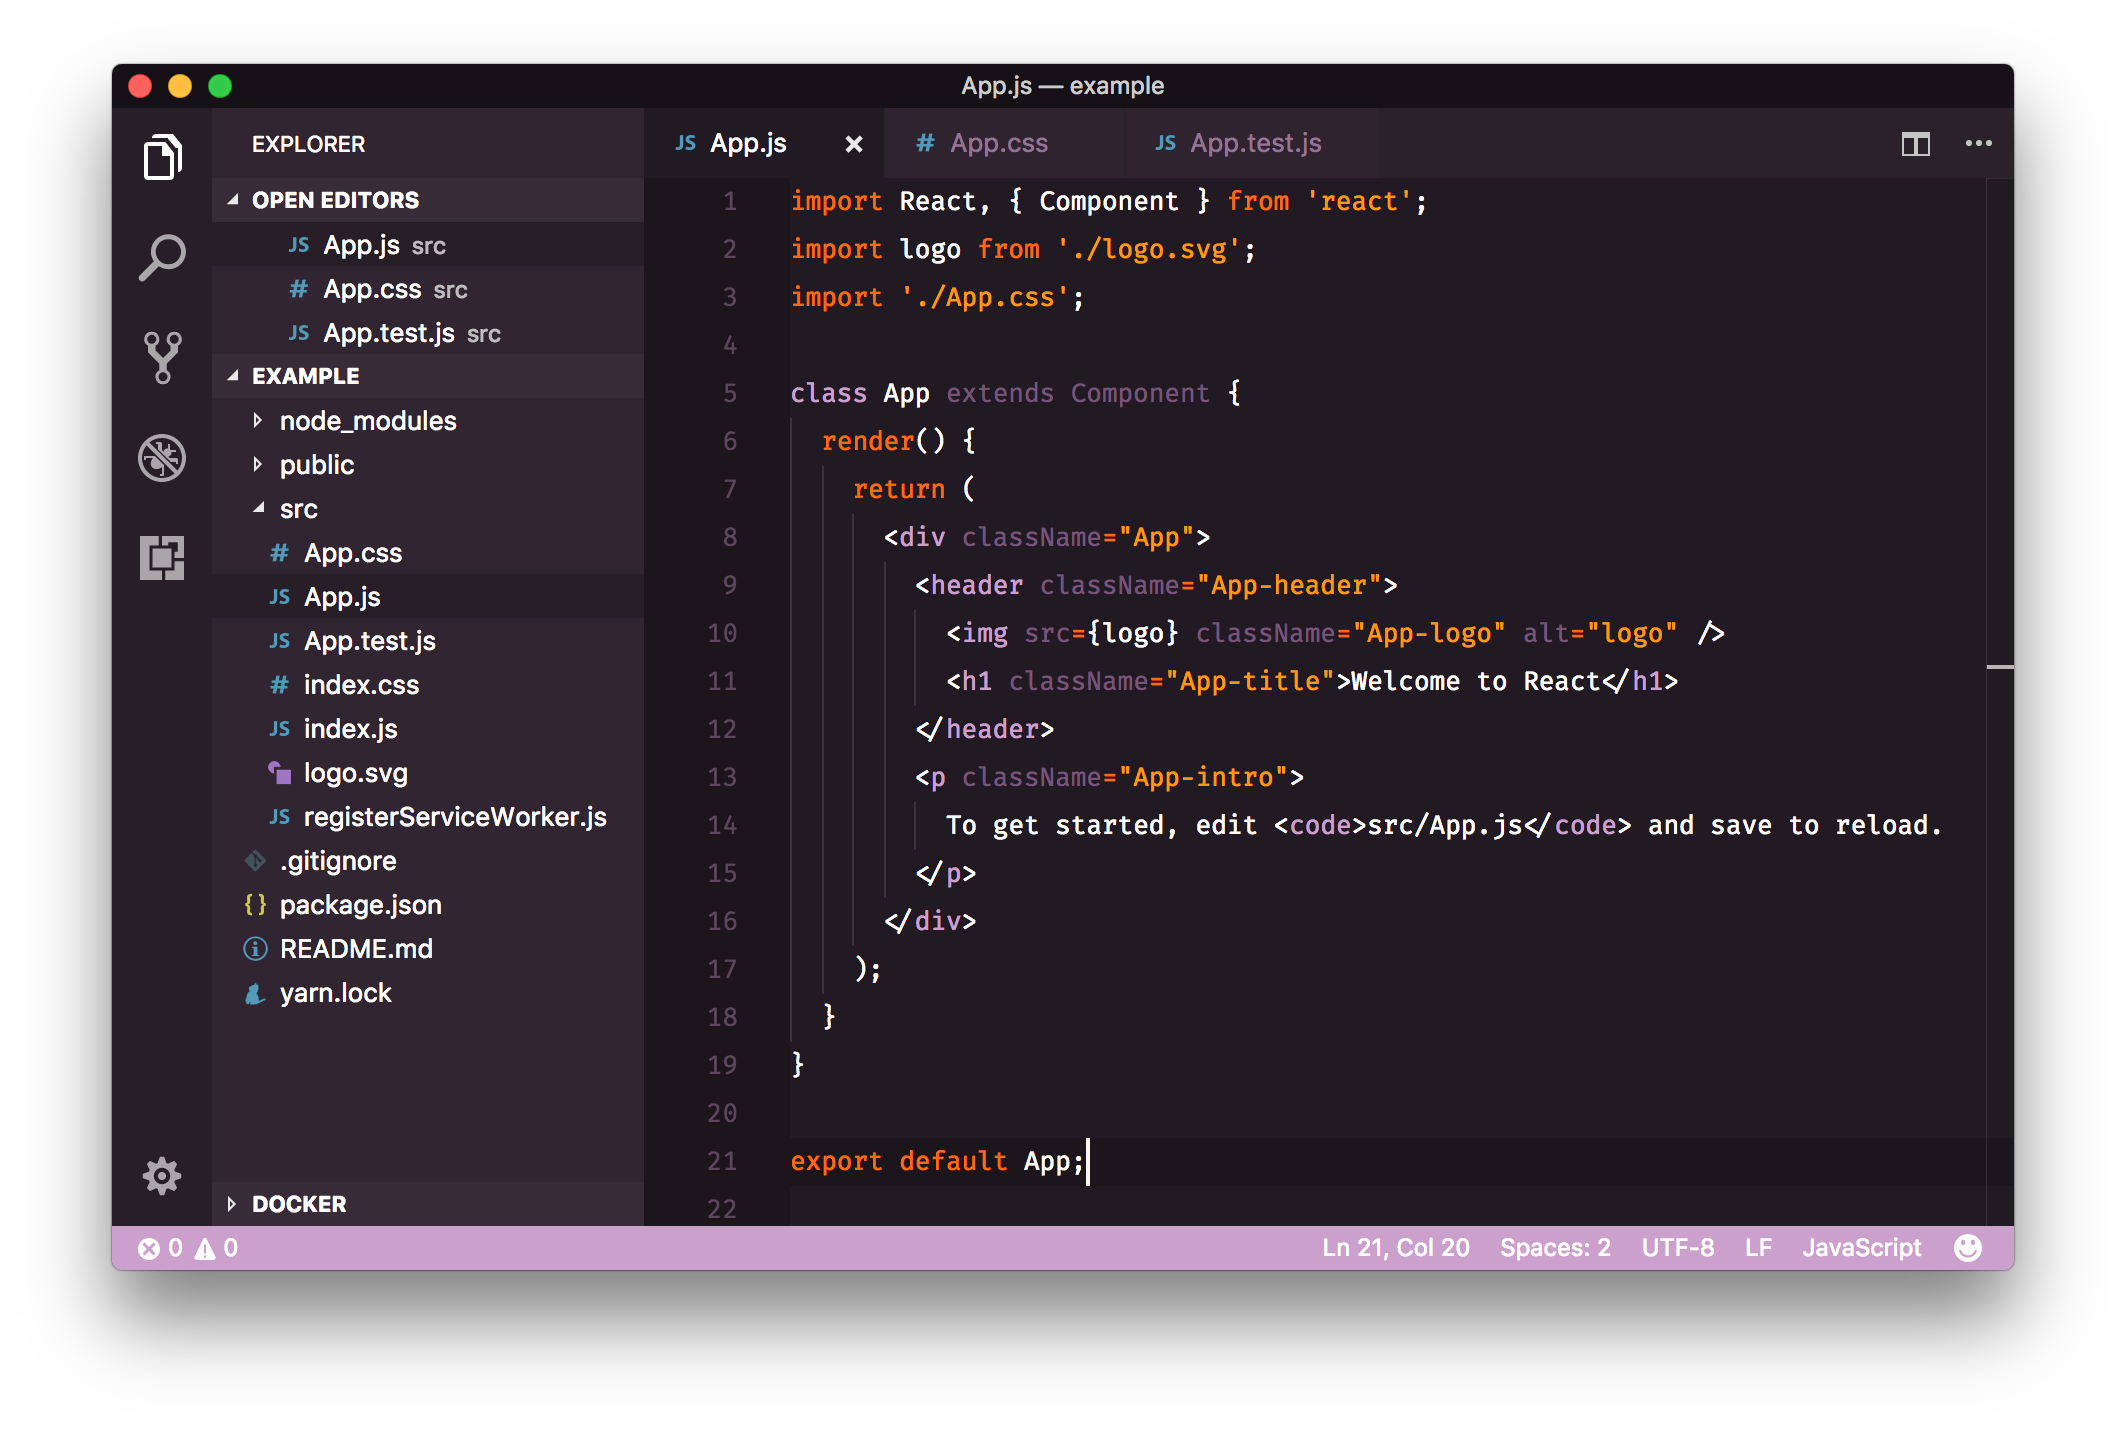 App.js — example
EXPLORER
OPEN EDITORS
JS App.js src
# App.css src
JS App.test.js src
EXAMPLE
node_modules
public
src
# App.css
JS App.js
JS App.test.js
# index.css
JS index.js
logo.svg
JS registerServiceWorker.js
.gitignore
{} package.json
README.md
yarn.lock
DOCKER
JS App.js # App.css JS App.test.js
1 import React, { Component } from 'react';
2 import logo from './logo.svg';
3 import './App.css';
4
5 class App extends Component {
6 render() {
7 return (
8 <div className="App">
9 <header className="App-header">
10 <img src={logo} className="App-logo" alt="logo" />
11 <h1 className="App-title">Welcome to React</h1>
12 </header>
13 <p className="App-intro">
14 To get started, edit <code>src/App.js</code> and save to reload.
15 </p>
16 </div>
17 );
18 }
19 }
20
21 export default App;
22
0 0 Ln 21, Col 20 Spaces: 2 UTF-8 LF JavaScript